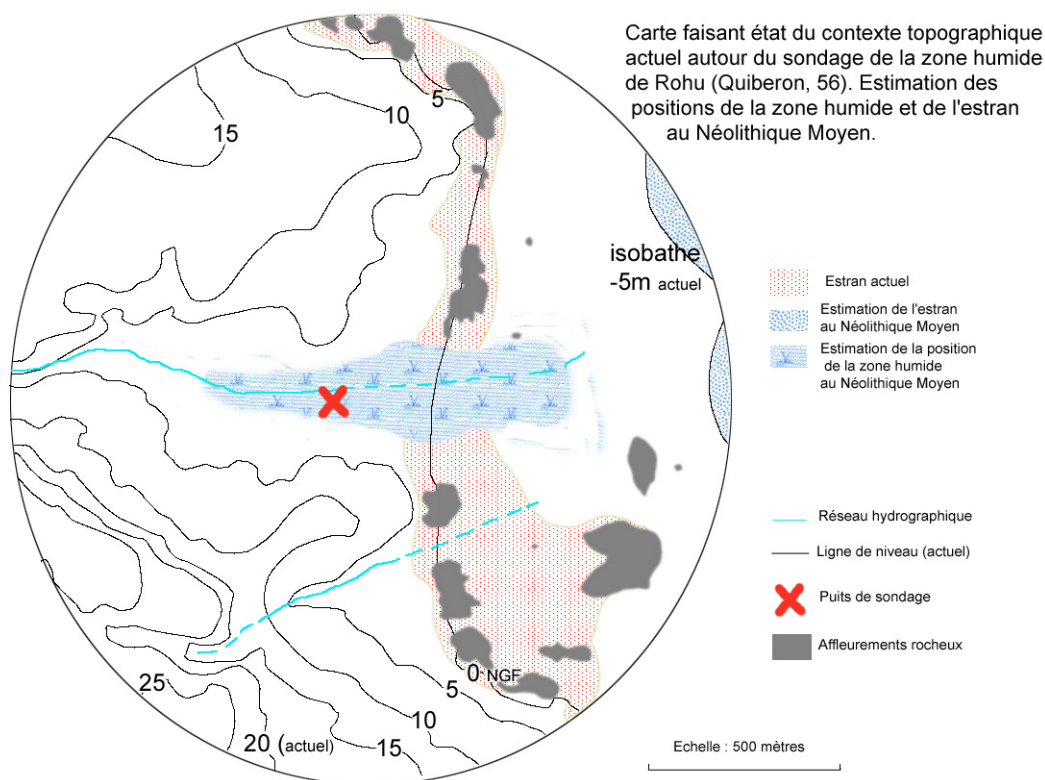 Carte faisant état du contexte topographique
actuel autour du sondage de la zone humide
de Rohu (Quiberon, 56). Estimation des
positions de la zone humide et de l'estran
au Néolithique Moyen.
5
10
15
isobathe
-5m actuel
Estran actuel
Estimation de l'estran
au Néolithique Moyen
Estimation de la position
de la zone humide
au Néolithique Moyen
Réseau hydrographique
Ligne de niveau (actuel)
Puits de sondage
Affleurements rocheux
0 NGF
5
25
10
20 (actuel)
15
Echelle : 500 mètres